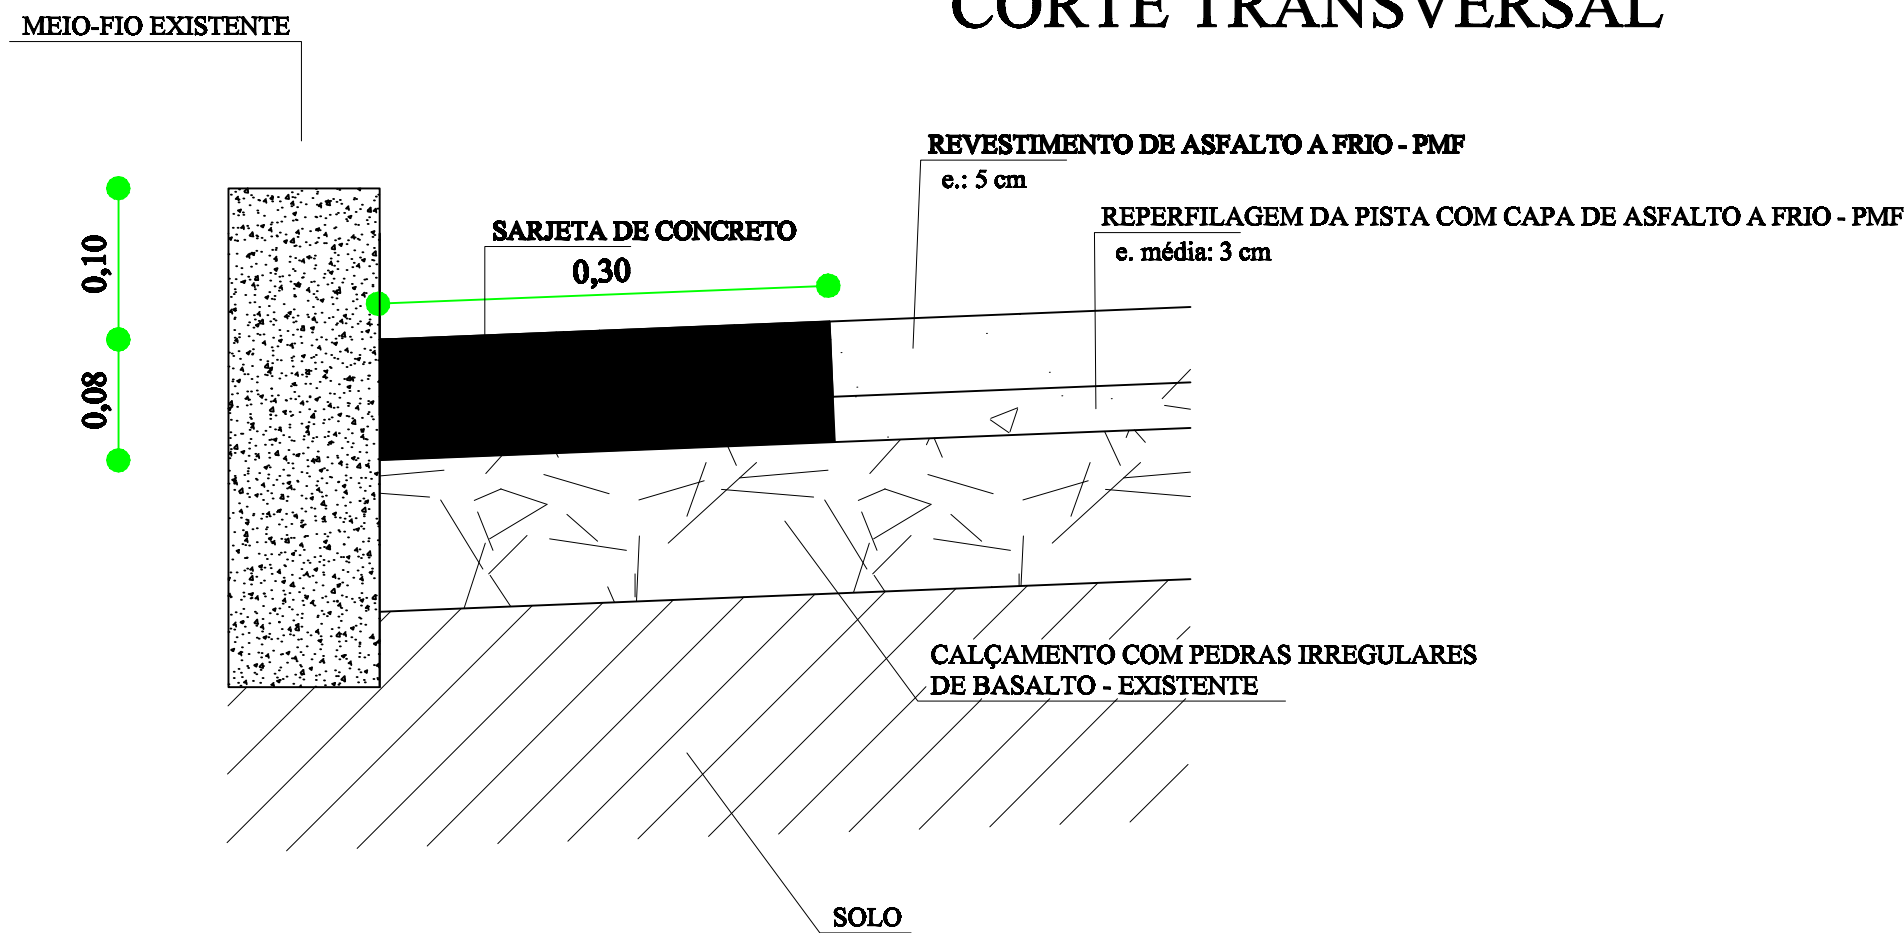 CORTE TRANSVERSAL
MEIO-FIO EXISTENTE
REVESTIMENTO DE ASFALTO A FRIO - PMF
e.: 5 cm
REPERFILAGEM DA PISTA COM CAPA DE ASFALTO A FRIO - PMF
e. média: 3 cm
SARJETA DE CONCRETO
0,30
0,10
0,08
CALÇAMENTO COM PEDRAS IRREGULARES
DE BASALTO - EXISTENTE
SOLO